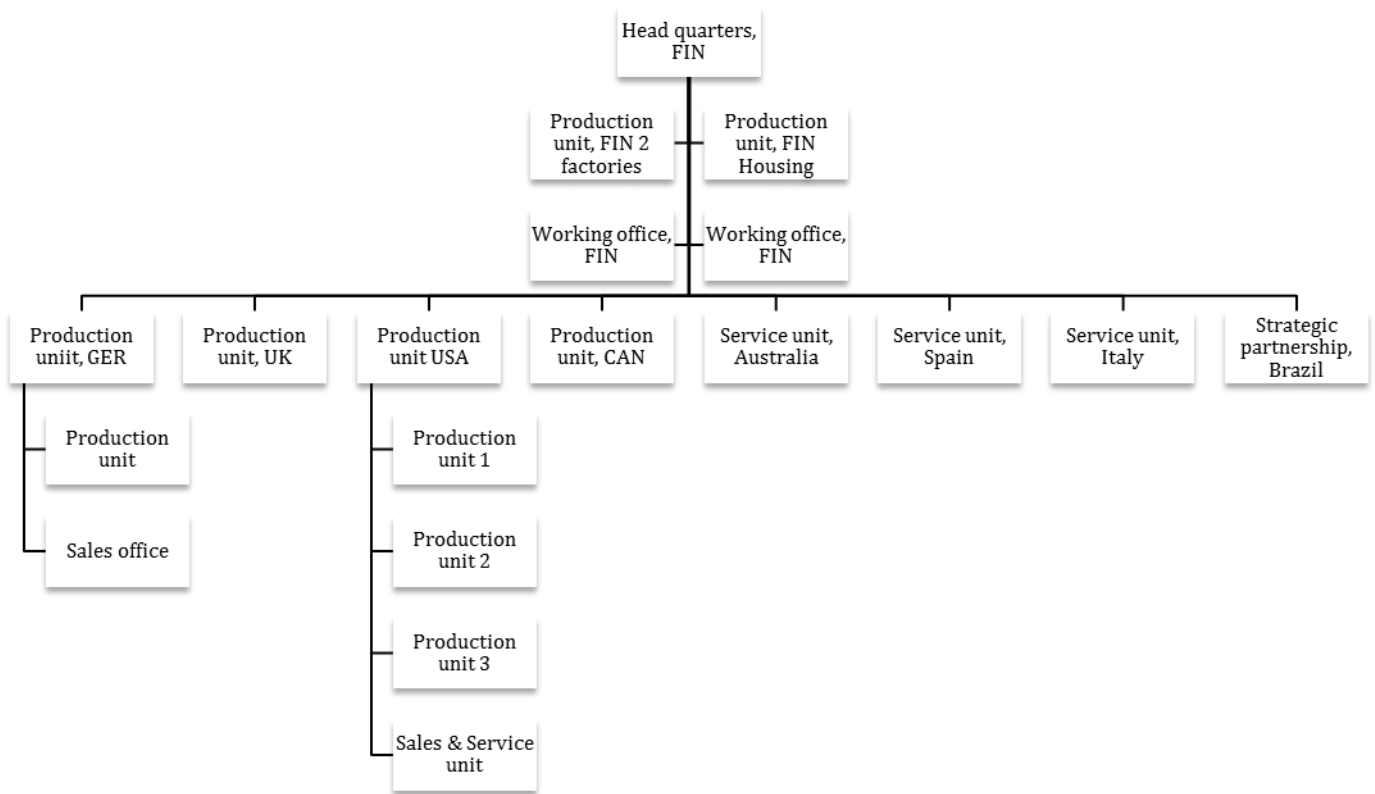 Head quarters,
FIN
Production
unit, FIN 2
factories
Production
unit, FIN
Housing
Working office,
FIN
Working office,
FIN
Production
uniit, GER
Production
unit, UK
Production
unit USA
Production
unit, CAN
Service unit,
Australia
Service unit,
Spain
Service unit,
Italy
Strategic
partnership,
Brazil
Production
unit
Sales office
Production
unit 1
Production
unit 2
Production
unit 3
Sales & Service
unit